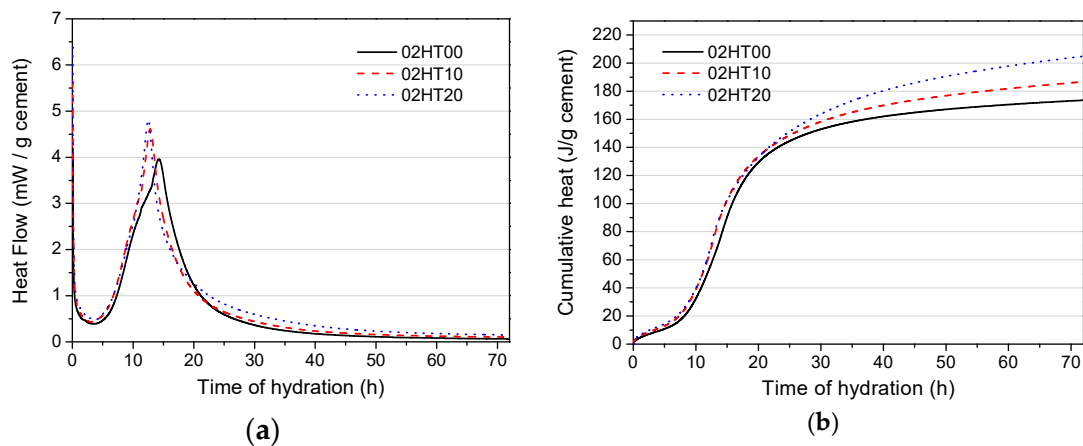 7
6
5
4
3
2
1
0
Heat Flow (mW / g cement)
02HT00
02HT10
02HT20
0 10 20 30 40 50 60 70
Time of hydration (h)
(a)
220
200
180
160
140
120
100
80
60
40
20
0
Cumulative heat (J/g cement)
02HT00
02HT10
02HT20
0 10 20 30 40 50 60 70
Time of hydration (h)
(b)